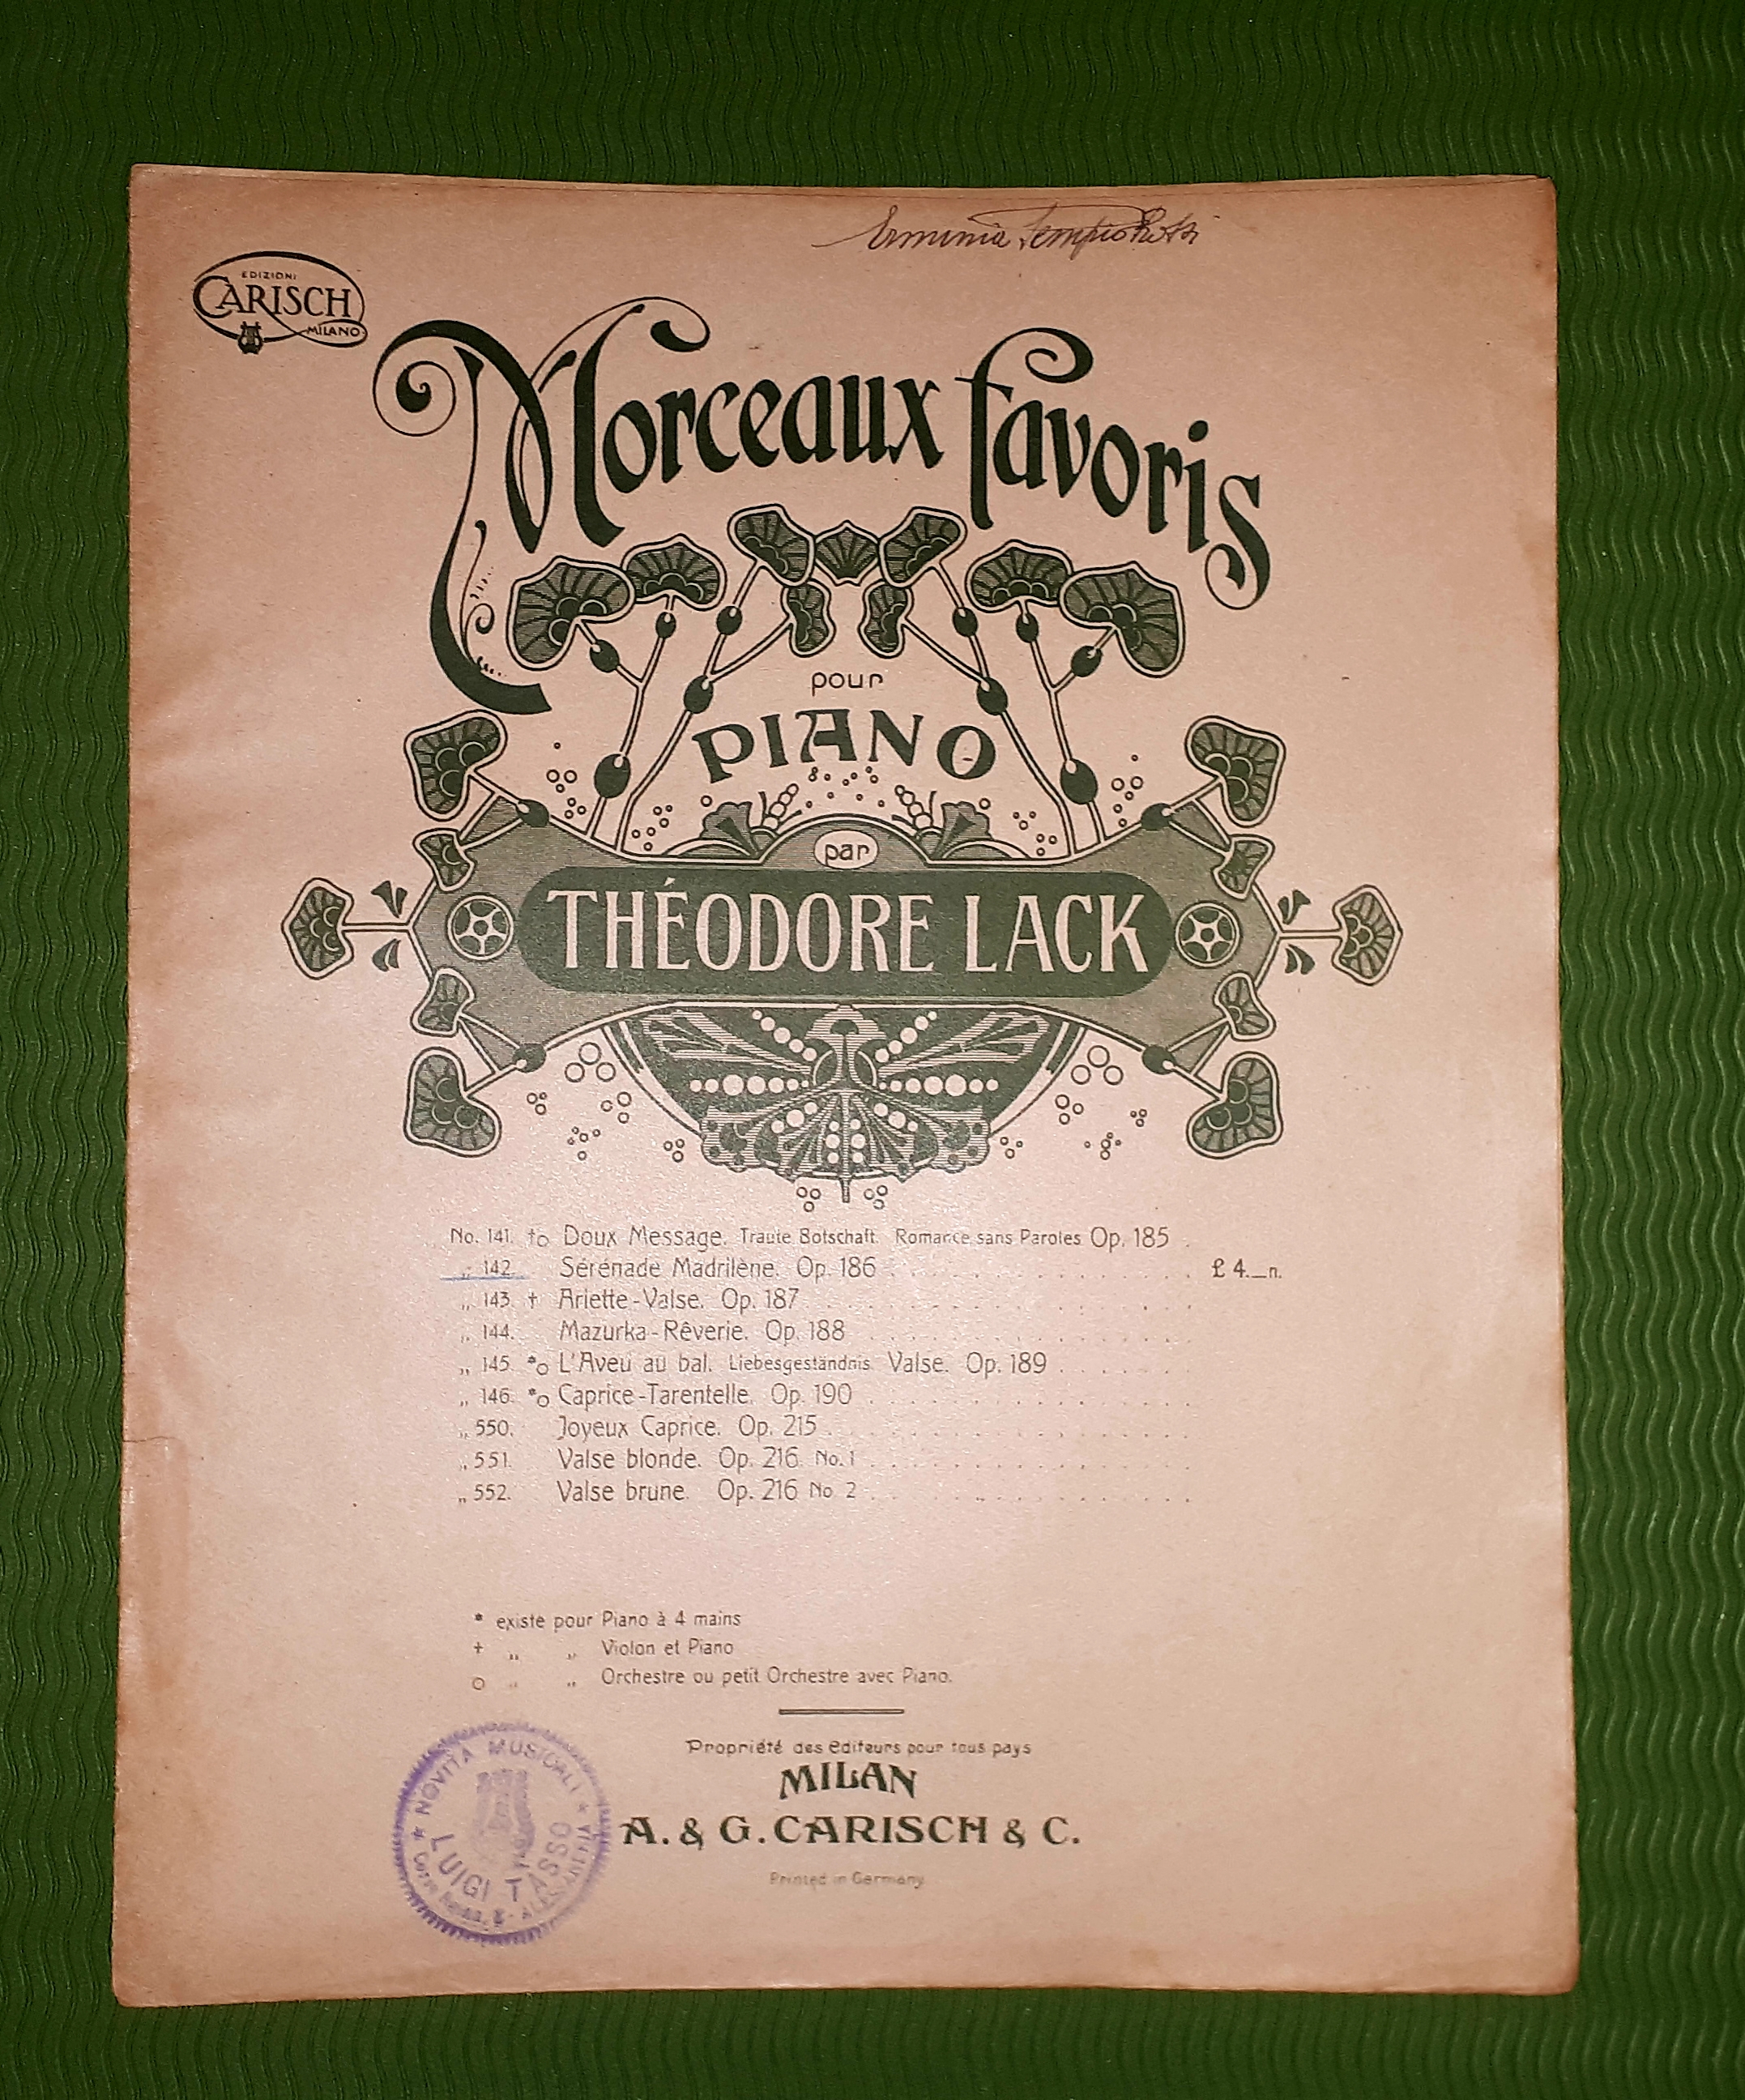 Erminia
EDIZIONI
CARISCH
MILANO
Morceaux favoris
pour
PIANO
par
THÉODORE LACK
No. 141. †o Doux Message. Traute Botschaft. Romance sans Paroles Op. 185 .
„ 142. Sérénade Madrilène. Op. 186 . . . . . . . . . . . . . £ 4.—n.
„ 143. † Ariette-Valse. Op. 187 . . . . . . . . . . . . . . .
„ 144. Mazurka-Rêverie. Op. 188 . . . . . . . . . . . . . .
„ 145. *o L'Aveu au bal. Liebesgeständnis. Valse. Op. 189 . . . . . .
„ 146. *o Caprice-Tarentelle. Op. 190 . . . . . . . . . . . . . .
„ 550. Joyeux Caprice. Op. 215 . . . . . . . . . . . . . . .
„ 551. Valse blonde. Op. 216 No. 1 . . . . . . . . . . . . . .
„ 552. Valse brune. Op. 216 No 2 . . . . . . . . . . . . . .
* existe pour Piano à 4 mains
† „ „ Violon et Piano
o „ „ Orchestre ou petit Orchestre avec Piano.
Propriété des editeurs pour tous pays
MILAN
A. & G. CARISCH & C.
Printed in Germany.
* NOVITA MUSICALI *
LUIGI TASSO